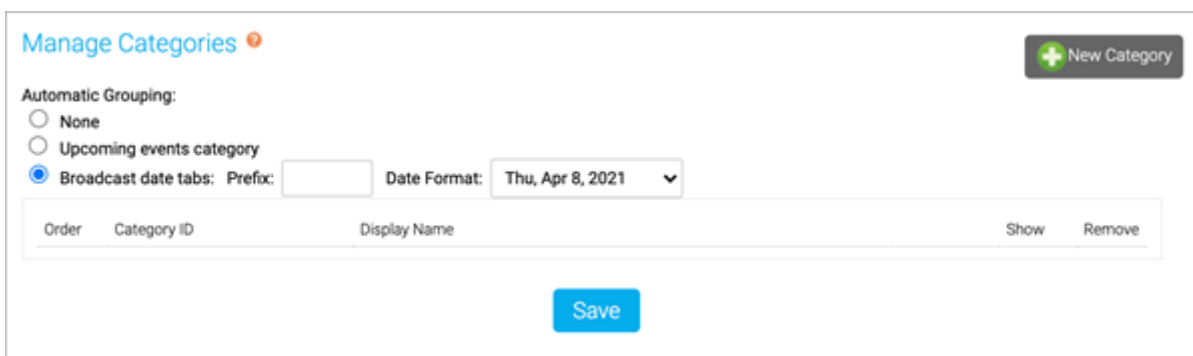 Manage Categories ?
New Category
Automatic Grouping:
None
Upcoming events category
Broadcast date tabs: Prefix: Date Format: Thu, Apr 8, 2021
Order Category ID Display Name Show Remove
Save